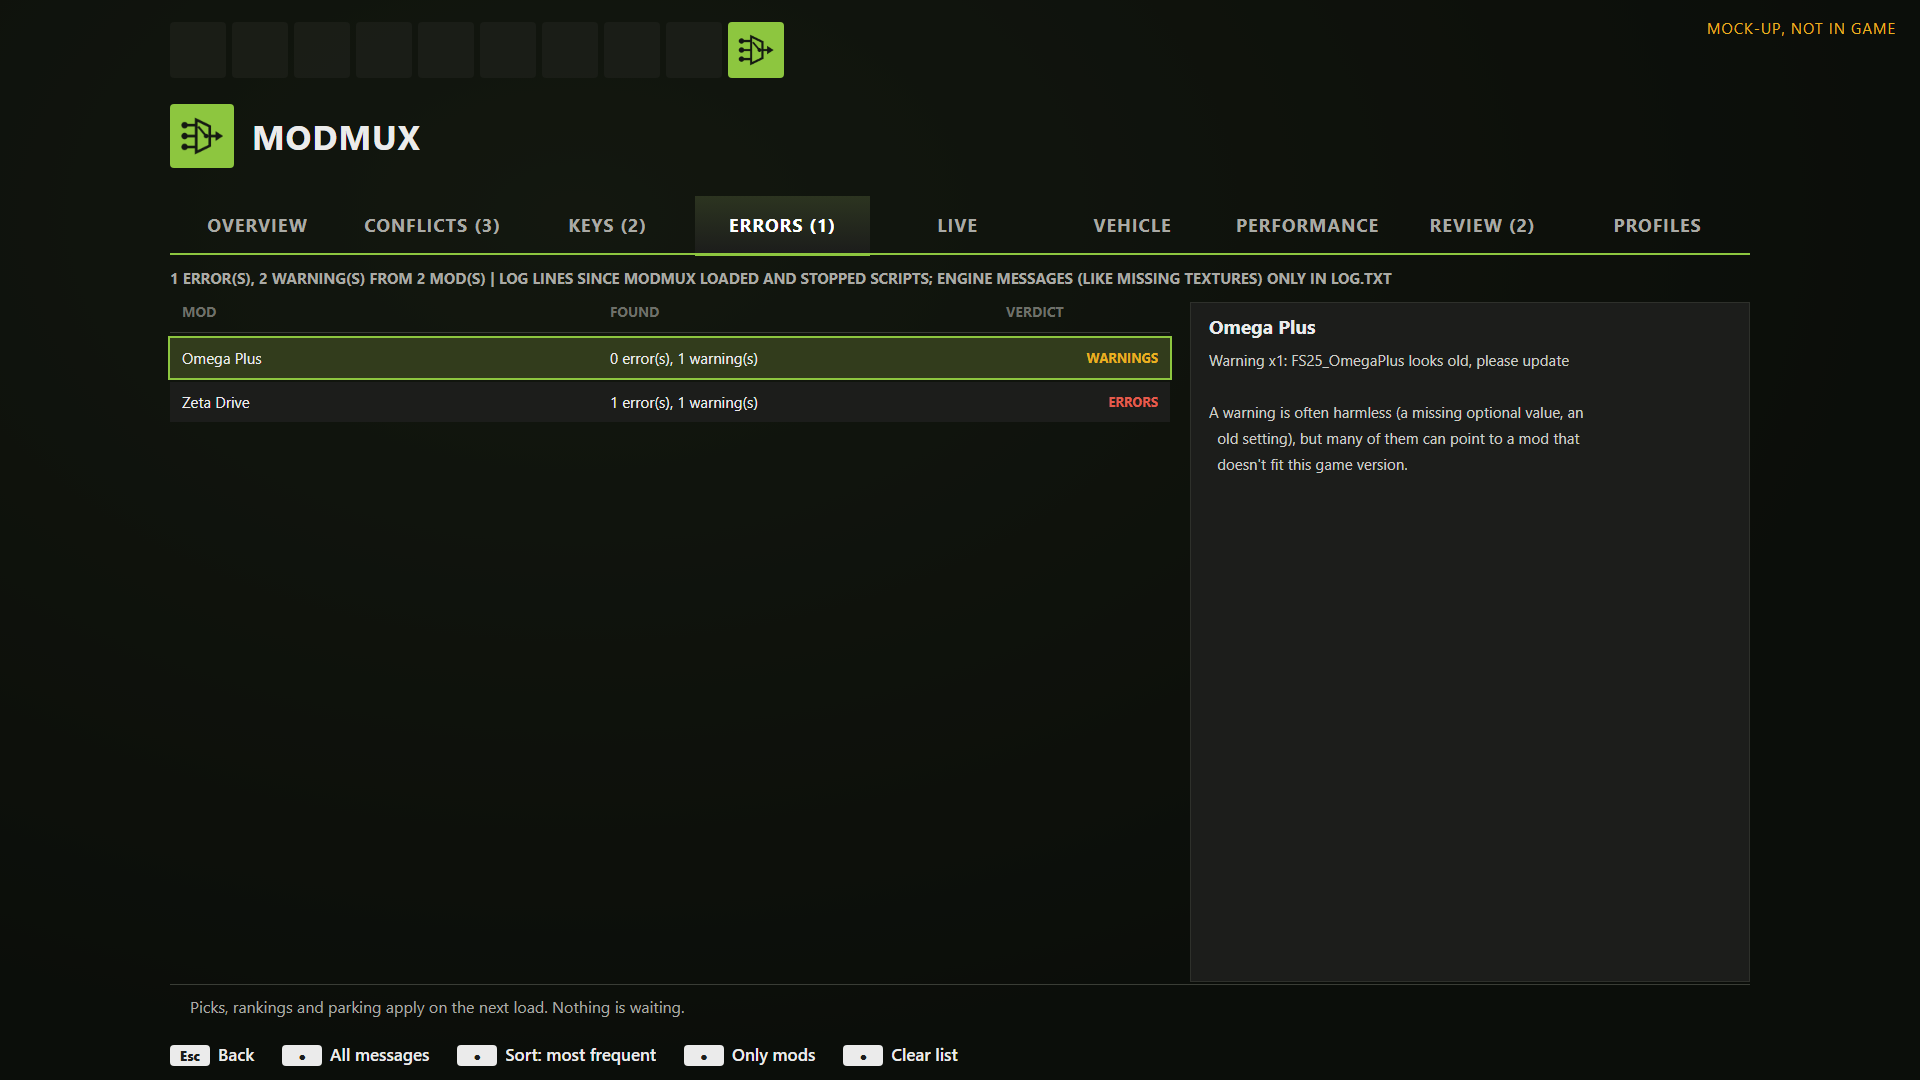 MOCK-UP, NOT IN GAME
MODMUX
OVERVIEW CONFLICTS (3) KEYS (2) ERRORS (1) LIVE VEHICLE PERFORMANCE REVIEW (2) PROFILES
1 ERROR(S), 2 WARNING(S) FROM 2 MOD(S) | LOG LINES SINCE MODMUX LOADED AND STOPPED SCRIPTS; ENGINE MESSAGES (LIKE MISSING TEXTURES) ONLY IN LOG.TXT
MOD FOUND VERDICT
Omega Plus 0 error(s), 1 warning(s) WARNINGS
Zeta Drive 1 error(s), 1 warning(s) ERRORS
Omega Plus
Warning x1: FS25_OmegaPlus looks old, please update
A warning is often harmless (a missing optional value, an
old setting), but many of them can point to a mod that
doesn't fit this game version.
Picks, rankings and parking apply on the next load. Nothing is waiting.
Esc Back • All messages • Sort: most frequent • Only mods • Clear list